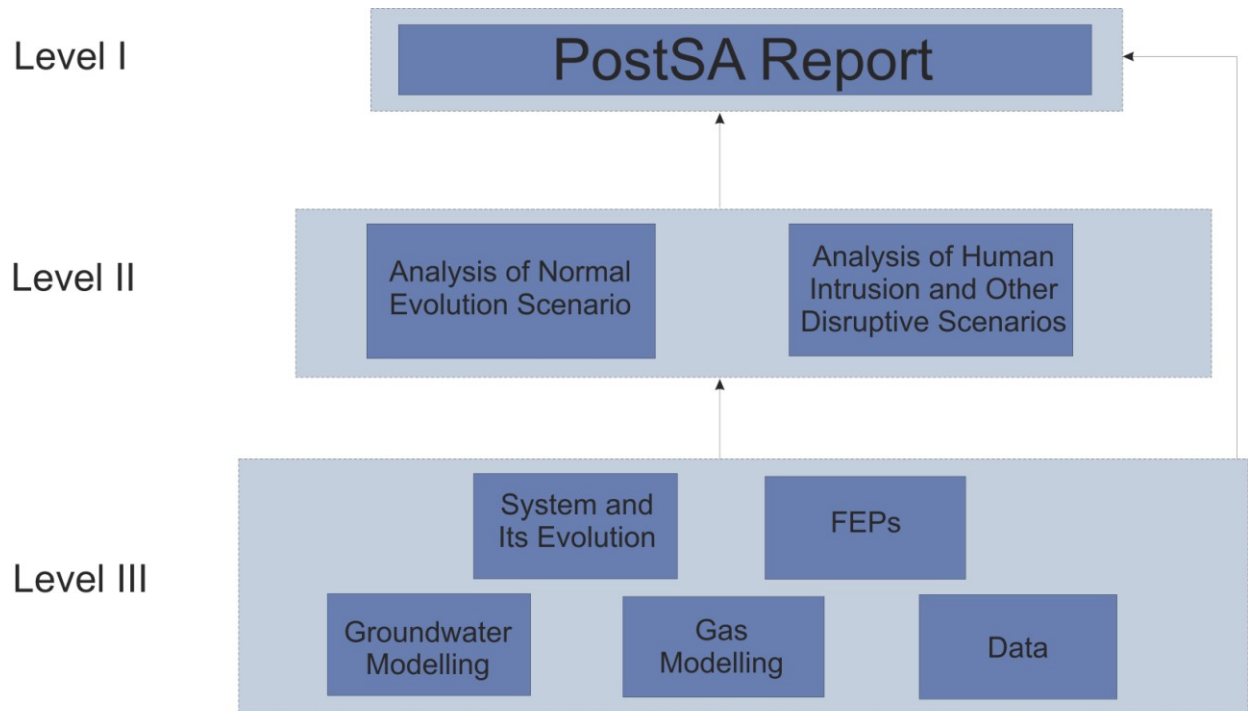 Level I
PostSA Report
Level II
Analysis of Normal
Evolution Scenario
Analysis of Human
Intrusion and Other
Disruptive Scenarios
Level III
System and
Its Evolution
FEPs
Groundwater
Modelling
Gas
Modelling
Data